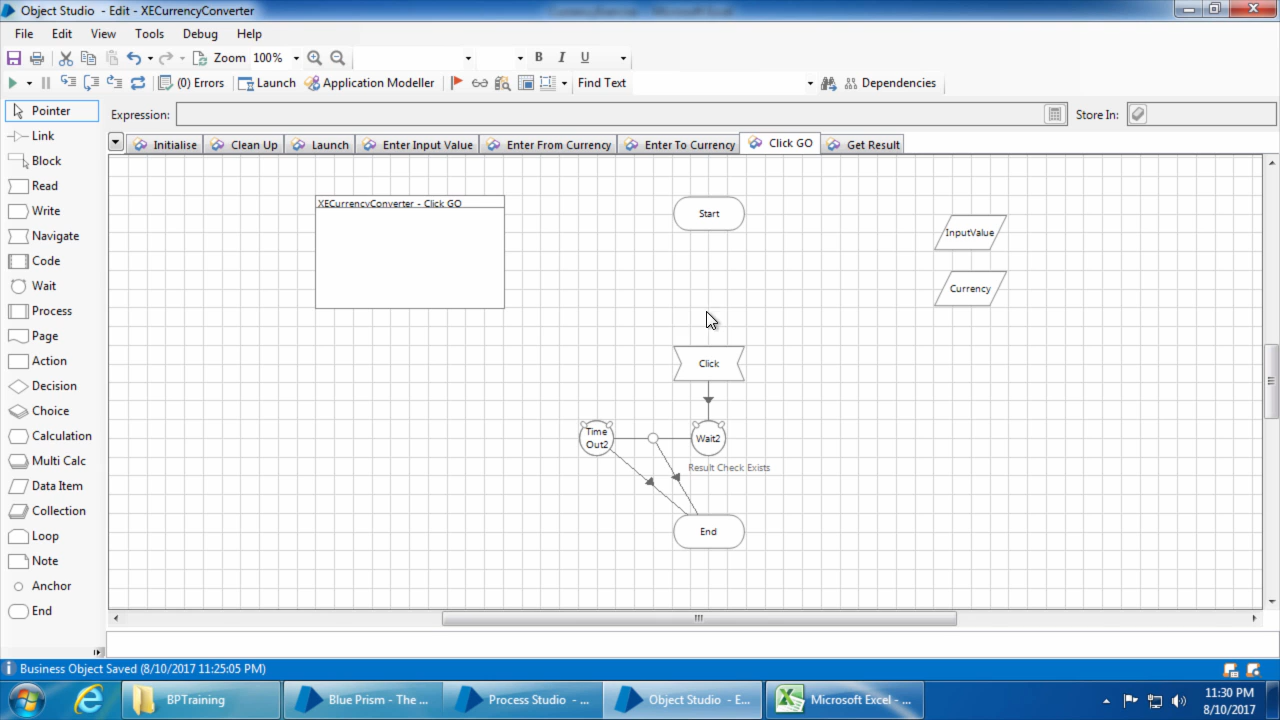 Object Studio - Edit - XECurrencyConverter
File Edit View Tools Debug Help
Zoom 100% B I U
(0) Errors Launch Application Modeller Find Text Dependencies
Pointer
Link
Block
Read
Write
Navigate
Code
Wait
Process
Page
Action
Decision
Choice
Calculation
Multi Calc
Data Item
Collection
Loop
Note
Anchor
End
Expression: Store In:
Initialise Clean Up Launch Enter Input Value Enter From Currency Enter To Currency Click GO Get Result
XECurrencyConverter - Click GO
Start
InputValue
Currency
Click
Time
Out2
Wait2
Result Check Exists
End
Business Object Saved (8/10/2017 11:25:05 PM)
BPTraining Blue Prism - The ... Process Studio - ... Object Studio - E... Microsoft Excel - ...
11:30 PM
8/10/2017